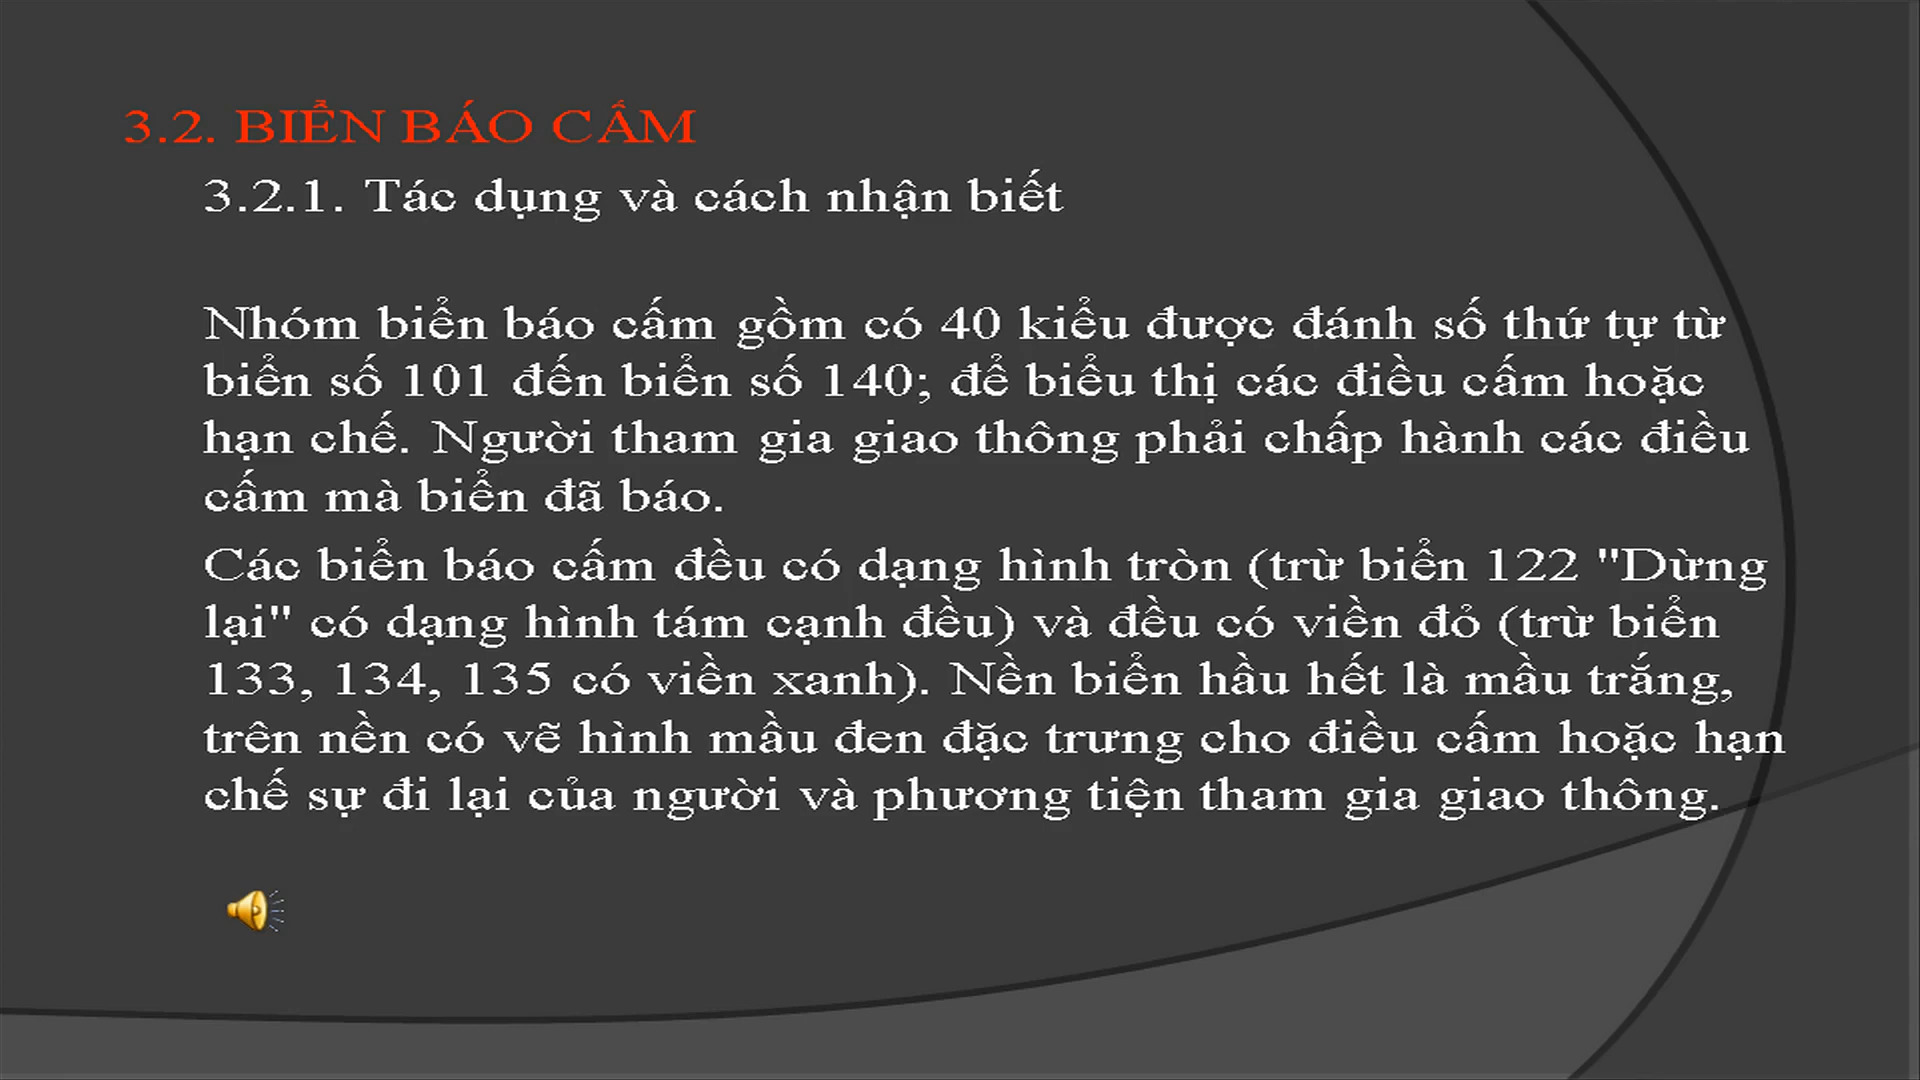 3.2. BIỂN BÁO CẤM
3.2.1. Tác dụng và cách nhận biết
Nhóm biển báo cấm gồm có 40 kiểu được đánh số thứ tự từ
biển số 101 đến biển số 140; để biểu thị các điều cấm hoặc
hạn chế. Người tham gia giao thông phải chấp hành các điều
cấm mà biển đã báo.
Các biển báo cấm đều có dạng hình tròn (trừ biển 122 "Dừng
lại" có dạng hình tám cạnh đều) và đều có viền đỏ (trừ biển
133, 134, 135 có viền xanh). Nền biển hầu hết là mầu trắng,
trên nền có vẽ hình mầu đen đặc trưng cho điều cấm hoặc hạn
chế sự đi lại của người và phương tiện tham gia giao thông.